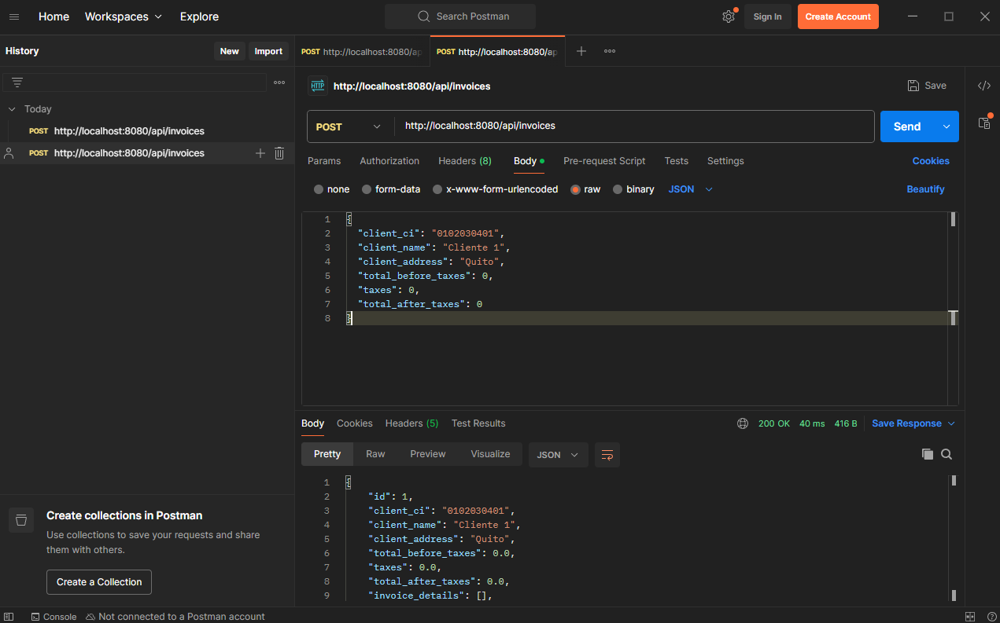 Home Workspaces Explore Search Postman Sign In Create Account
History New Import
POST http://localhost:8080/ap POST http://localhost:8080/ap
http://localhost:8080/api/invoices Save
HTTP
Today
POST http://localhost:8080/api/invoices
POST http://localhost:8080/api/invoices
POST http://localhost:8080/api/invoices Send
Params Authorization Headers (8) Body Pre-request Script Tests Settings Cookies
none form-data x-www-form-urlencoded raw binary JSON Beautify
1 {
2 "client_ci": "0102030401",
3 "client_name": "Cliente 1",
4 "client_address": "Quito",
5 "total_before_taxes": 0,
6 "taxes": 0,
7 "total_after_taxes": 0
8 }
Body Cookies Headers (5) Test Results 200 OK 40 ms 416 B Save Response
Pretty Raw Preview Visualize JSON
1 {
2 "id": 1,
3 "client_ci": "0102030401",
4 "client_name": "Cliente 1",
5 "client_address": "Quito",
6 "total_before_taxes": 0.0,
7 "taxes": 0.0,
8 "total_after_taxes": 0.0,
9 "invoice_details": [],
Create collections in Postman
Use collections to save your requests and share
them with others.
Create a Collection
Console Not connected to a Postman account